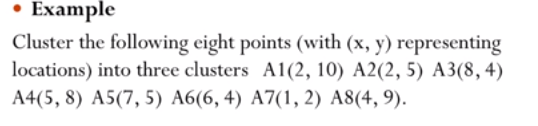 • Example
Cluster the following eight points (with (x, y) representing
locations) into three clusters A1(2, 10) A2(2, 5) A3(8, 4)
A4(5, 8) A5(7, 5) A6(6, 4) A7(1, 2) A8(4, 9).